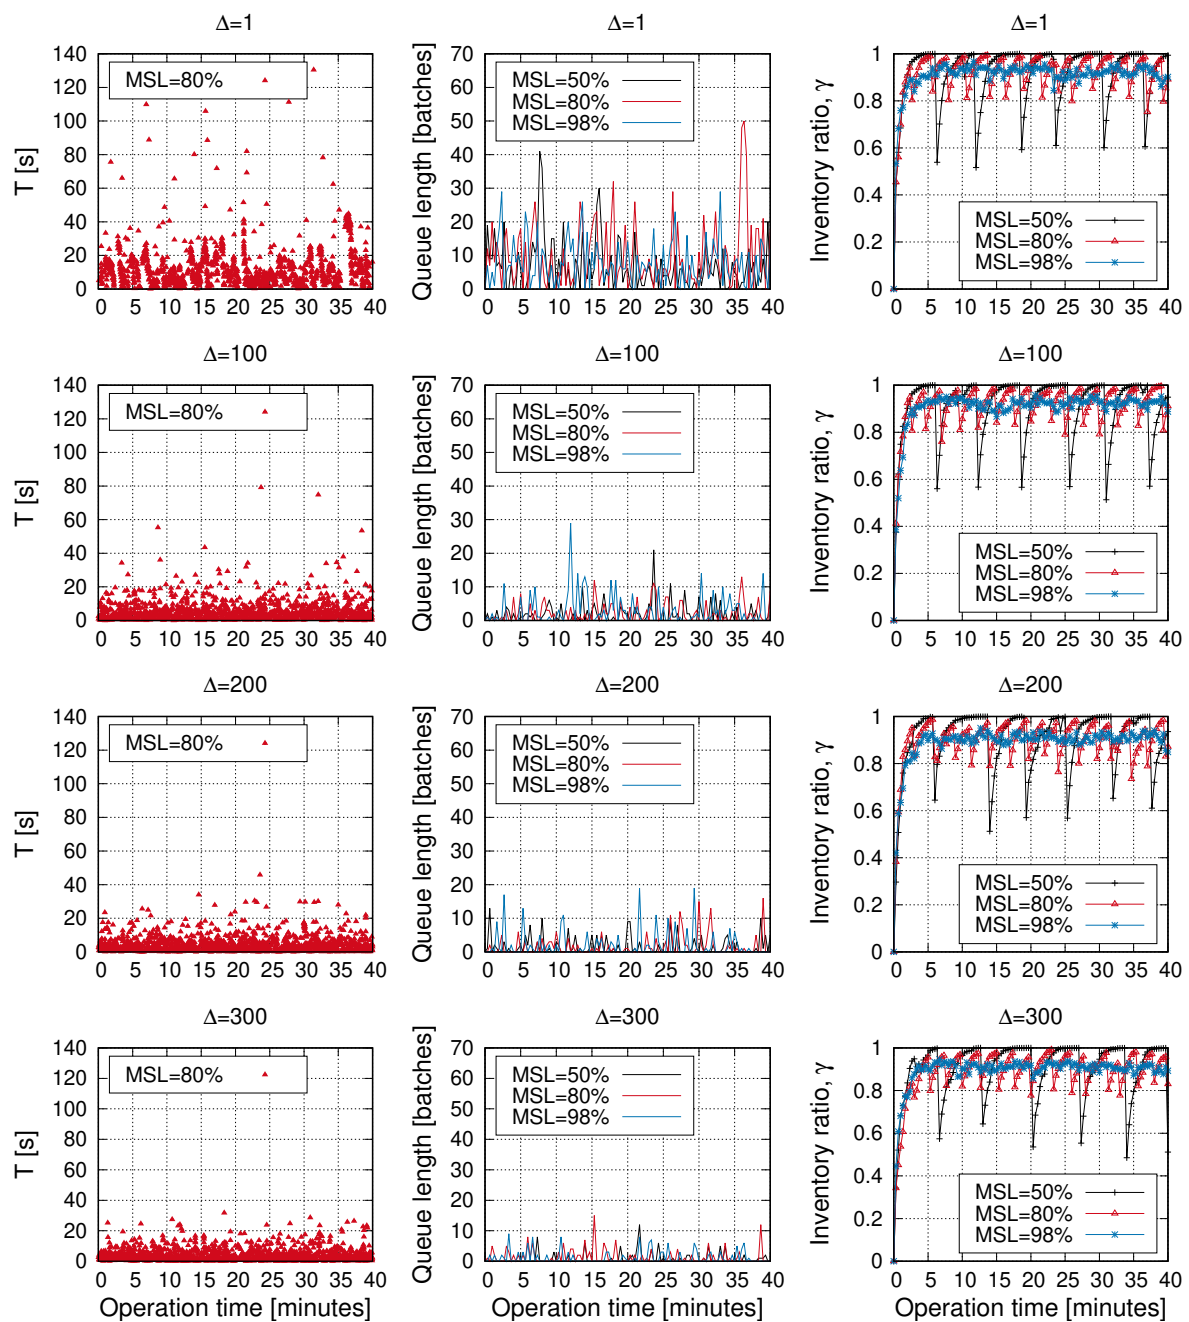 Δ=1
Δ=1
Δ=1
T [s]
140
120
100
80
60
40
20
0
MSL=80%
0 5 10 15 20 25 30 35 40
Queue length [batches]
70
60
50
40
30
20
10
0
MSL=50%
MSL=80%
MSL=98%
0 5 10 15 20 25 30 35 40
Inventory ratio, γ
1
0.8
0.6
0.4
0.2
0
MSL=50%
MSL=80%
MSL=98%
0 5 10 15 20 25 30 35 40
Δ=100
Δ=100
Δ=100
T [s]
140
120
100
80
60
40
20
0
MSL=80%
0 5 10 15 20 25 30 35 40
Queue length [batches]
70
60
50
40
30
20
10
0
MSL=50%
MSL=80%
MSL=98%
0 5 10 15 20 25 30 35 40
Inventory ratio, γ
1
0.8
0.6
0.4
0.2
0
MSL=50%
MSL=80%
MSL=98%
0 5 10 15 20 25 30 35 40
Δ=200
Δ=200
Δ=200
T [s]
140
120
100
80
60
40
20
0
MSL=80%
0 5 10 15 20 25 30 35 40
Queue length [batches]
70
60
50
40
30
20
10
0
MSL=50%
MSL=80%
MSL=98%
0 5 10 15 20 25 30 35 40
Inventory ratio, γ
1
0.8
0.6
0.4
0.2
0
MSL=50%
MSL=80%
MSL=98%
0 5 10 15 20 25 30 35 40
Δ=300
Δ=300
Δ=300
T [s]
140
120
100
80
60
40
20
0
MSL=80%
0 5 10 15 20 25 30 35 40
Operation time [minutes]
Queue length [batches]
70
60
50
40
30
20
10
0
MSL=50%
MSL=80%
MSL=98%
0 5 10 15 20 25 30 35 40
Operation time [minutes]
Inventory ratio, γ
1
0.8
0.6
0.4
0.2
0
MSL=50%
MSL=80%
MSL=98%
0 5 10 15 20 25 30 35 40
Operation time [minutes]